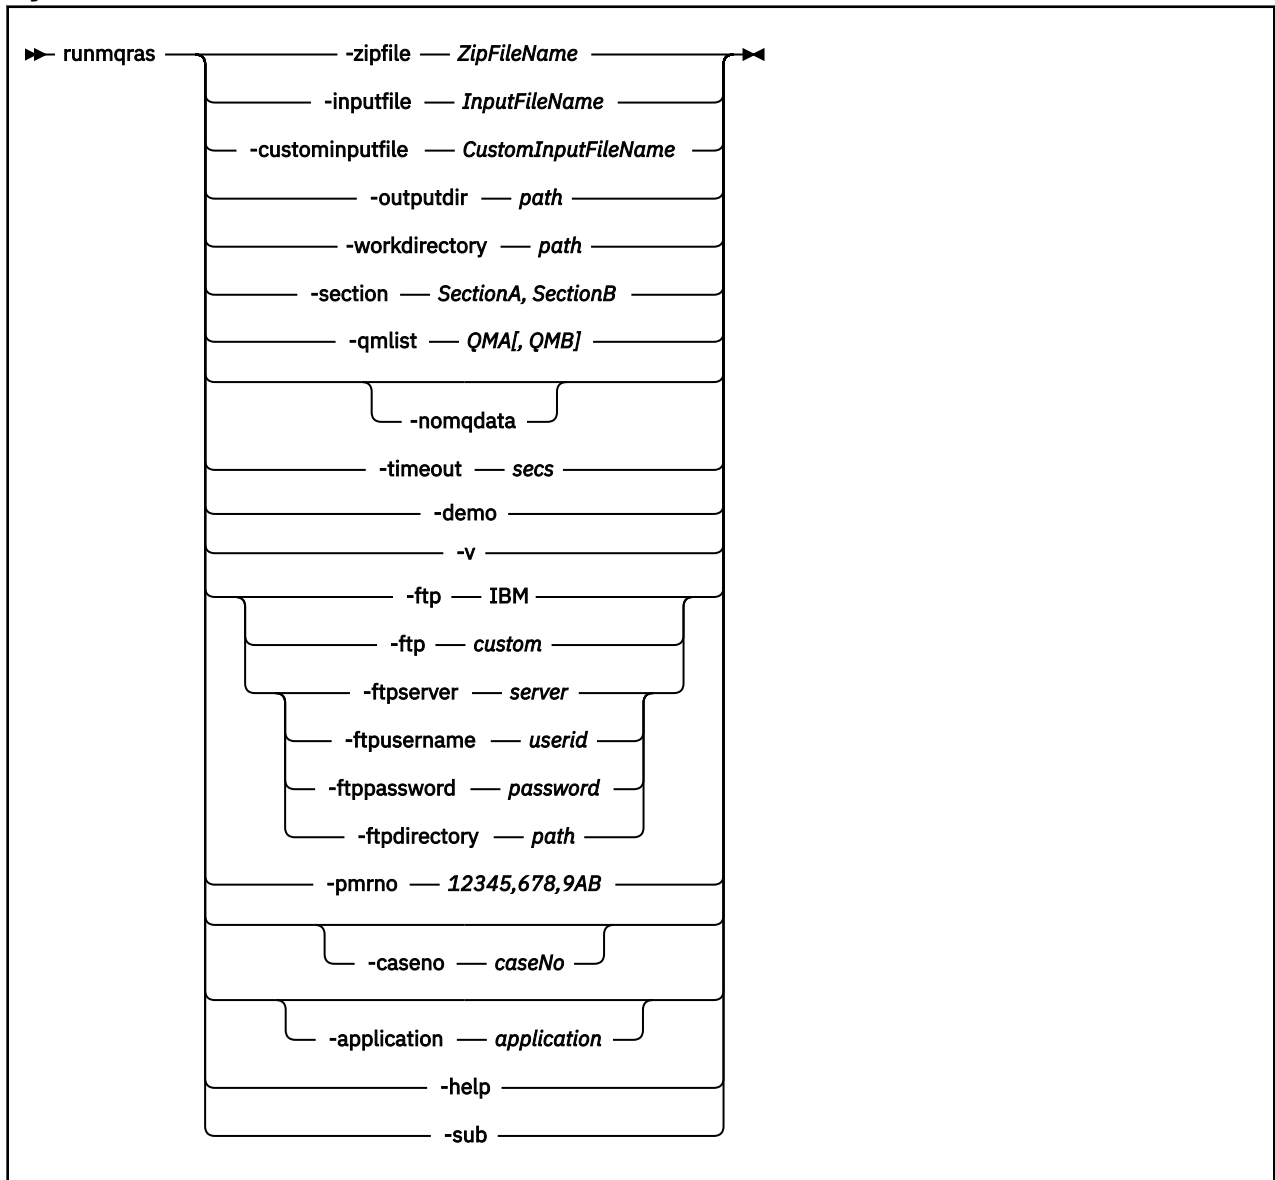 runmqras -zipfile ZipFileName
-inputfile InputFileName
-custominputfile CustomInputFileName
-outputdir path
-workdirectory path
-section SectionA, SectionB
-qmlist QMA[, QMB]
-nomqdata
-timeout secs
-demo
-v
-ftp IBM
-ftp custom
-ftpserver server
-ftpusername userid
-ftppassword password
-ftpdirectory path
-pmrno 12345,678,9AB
-caseno caseNo
-application application
-help
-sub